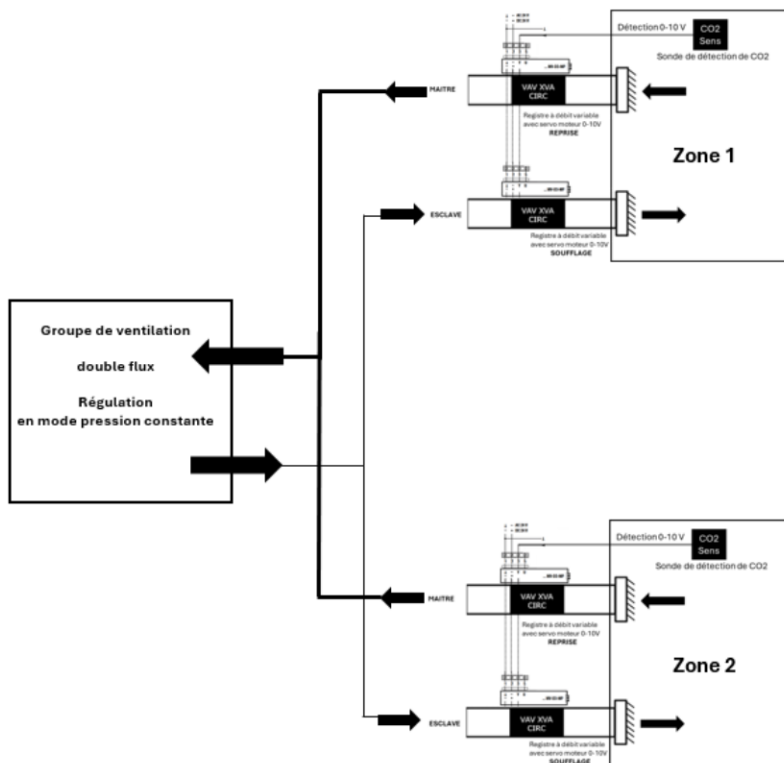 Détection 0-10 V
CO2
Sens
Sonde de détection de CO2
MAITRE
VAV XVA
CIRC
Registre à débit variable
avec servo moteur 0-10V
REPRISE
Zone 1
ESCLAVE
VAV XVA
CIRC
Registre à débit variable
avec servo moteur 0-10V
SOUFFLAGE
Groupe de ventilation
double flux
Régulation
en mode pression constante
Détection 0-10 V
CO2
Sens
Sonde de détection de CO2
MAITRE
VAV XVA
CIRC
Registre à débit variable
avec servo moteur 0-10V
REPRISE
Zone 2
ESCLAVE
VAV XVA
CIRC
Registre à débit variable
avec servo moteur 0-10V
SOUFFLAGE